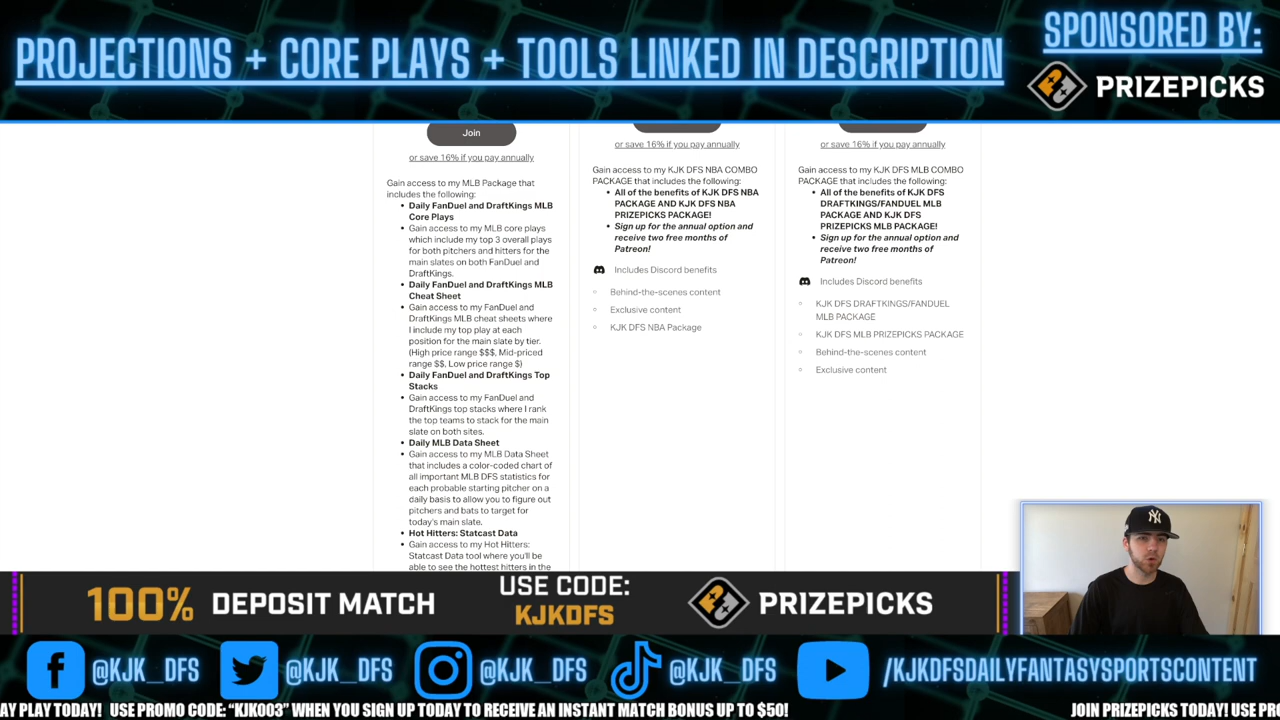 PROJECTIONS + CORE PLAYS + TOOLS LINKED IN DESCRIPTION
SPONSORED BY:
PRIZEPICKS
Join
or save 16% if you pay annually
Gain access to my MLB Package that
includes the following:
• Daily FanDuel and DraftKings MLB
Core Plays
• Gain access to my MLB core plays
which include my top 3 overall plays
for both pitchers and hitters for the
main slates on both FanDuel and
DraftKings.
• Daily FanDuel and DraftKings MLB
Cheat Sheet
• Gain access to my FanDuel and
DraftKings MLB cheat sheets where
I include my top play at each
position for the main slate by tier.
(High price range $$$, Mid-priced
range $$, Low price range $)
• Daily FanDuel and DraftKings Top
Stacks
• Gain access to my FanDuel and
DraftKings top stacks where I rank
the top teams to stack for the main
slate on both sites.
• Daily MLB Data Sheet
• Gain access to my MLB Data Sheet
that includes a color-coded chart of
all important MLB DFS statistics for
each probable starting pitcher on a
daily basis to allow you to figure out
pitchers and bats to target for
today's main slate.
• Hot Hitters: Statcast Data
• Gain access to my Hot Hitters:
Statcast Data tool where you'll be
able to see the hottest hitters in the
or save 16% if you pay annually
Gain access to my KJK DFS NBA COMBO
PACKAGE that includes the following:
• All of the benefits of KJK DFS NBA
PACKAGE AND KJK DFS NBA
PRIZEPICKS PACKAGE!
• Sign up for the annual option and
receive two free months of
Patreon!
Includes Discord benefits
Behind-the-scenes content
Exclusive content
KJK DFS NBA Package
or save 16% if you pay annually
Gain access to my KJK DFS MLB COMBO
PACKAGE that includes the following:
• All of the benefits of KJK DFS
DRAFTKINGS/FANDUEL MLB
PACKAGE AND KJK DFS
PRIZEPICKS MLB PACKAGE!
• Sign up for the annual option and
receive two free months of
Patreon!
Includes Discord benefits
KJK DFS DRAFTKINGS/FANDUEL
MLB PACKAGE
KJK DFS MLB PRIZEPICKS PACKAGE
Behind-the-scenes content
Exclusive content
100% DEPOSIT MATCH
USE CODE:
KJKDFS
PRIZEPICKS
@KJK_DFS
@KJK_DFS
@KJK_DFS
@KJK_DFS
/KJKDFSDAILYFANTASYSPORTSCONTENT
AY PLAY TODAY! USE PROMO CODE: "KJK003" WHEN YOU SIGN UP TODAY TO RECEIVE AN INSTANT MATCH BONUS UP TO $50!
JOIN PRIZEPICKS TODAY! USE PRO